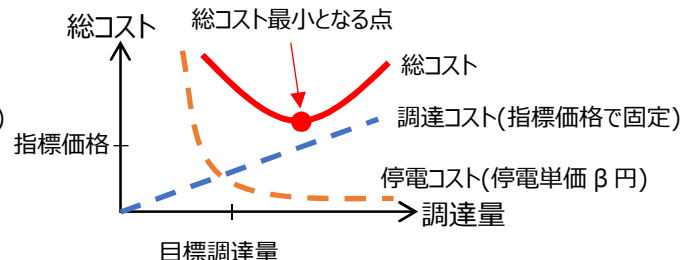 総コスト最小となる点
総コスト
総コスト
)
調達コスト(指標価格で固定)
指標価格
停電コスト(停電単価 β 円)
調達量
目標調達量